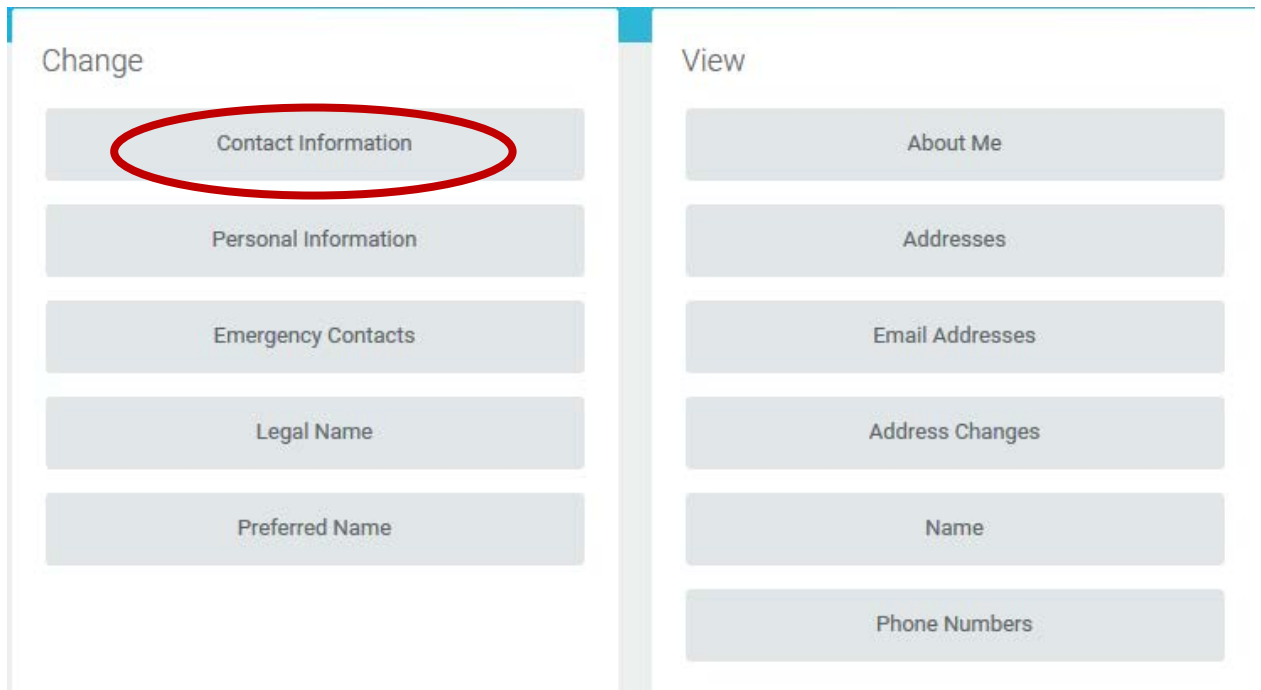 Change
Contact Information
Personal Information
Emergency Contacts
Legal Name
Preferred Name
View
About Me
Addresses
Email Addresses
Address Changes
Name
Phone Numbers